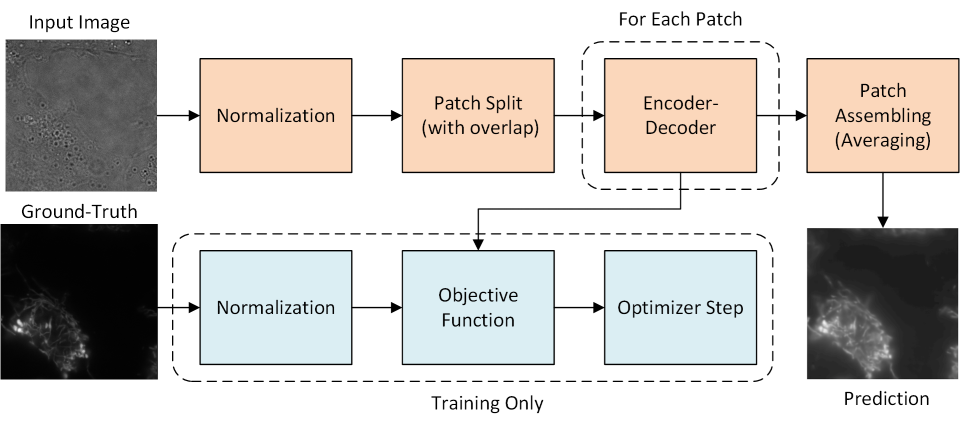 Input Image
For Each Patch
Normalization
Patch Split
(with overlap)
Encoder-
Decoder
Patch
Assembling
(Averaging)
Ground-Truth
Normalization
Objective
Function
Optimizer Step
Training Only
Prediction